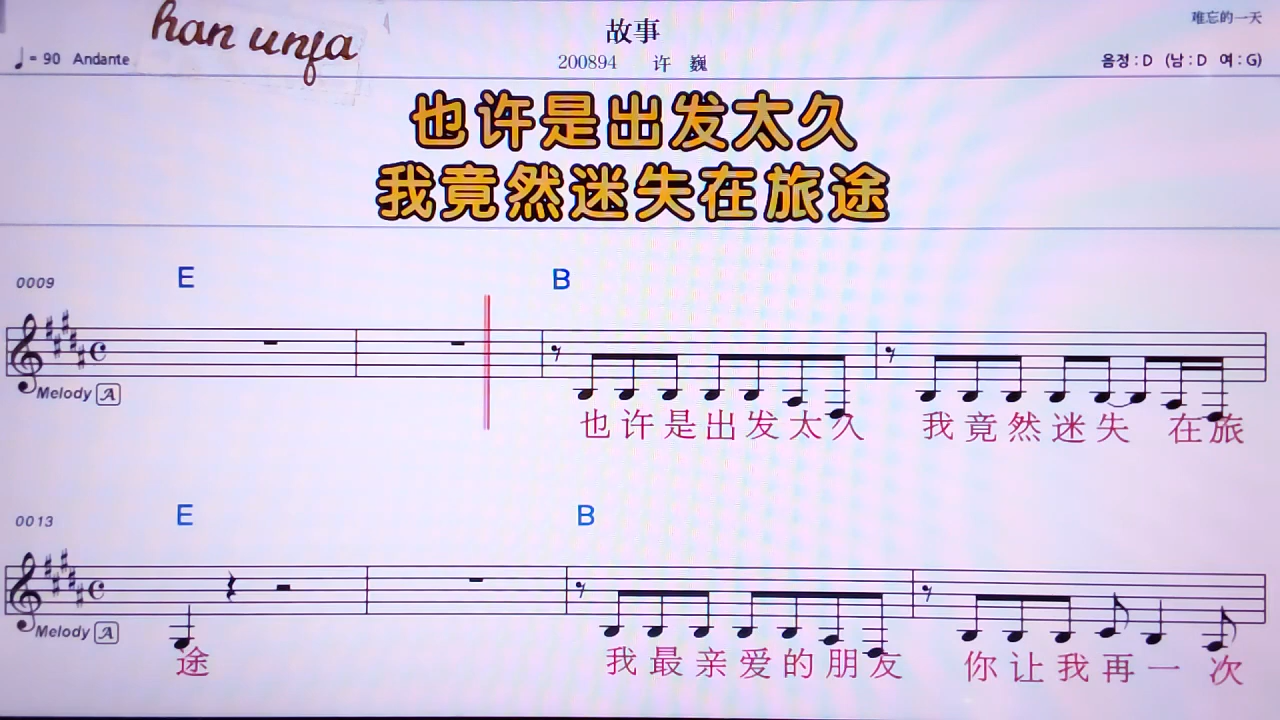 han unja
故事
难忘的一天
♩= 90 Andante
200894 许 巍
음정 : D (남 : D 여 : G)
也许是出发太久
我竟然迷失在旅途
0009 E B
Melody A
也许是出发太久 我竟然迷失 在旅
0013 E B
Melody A
途 我最亲爱的朋友 你让我再一次